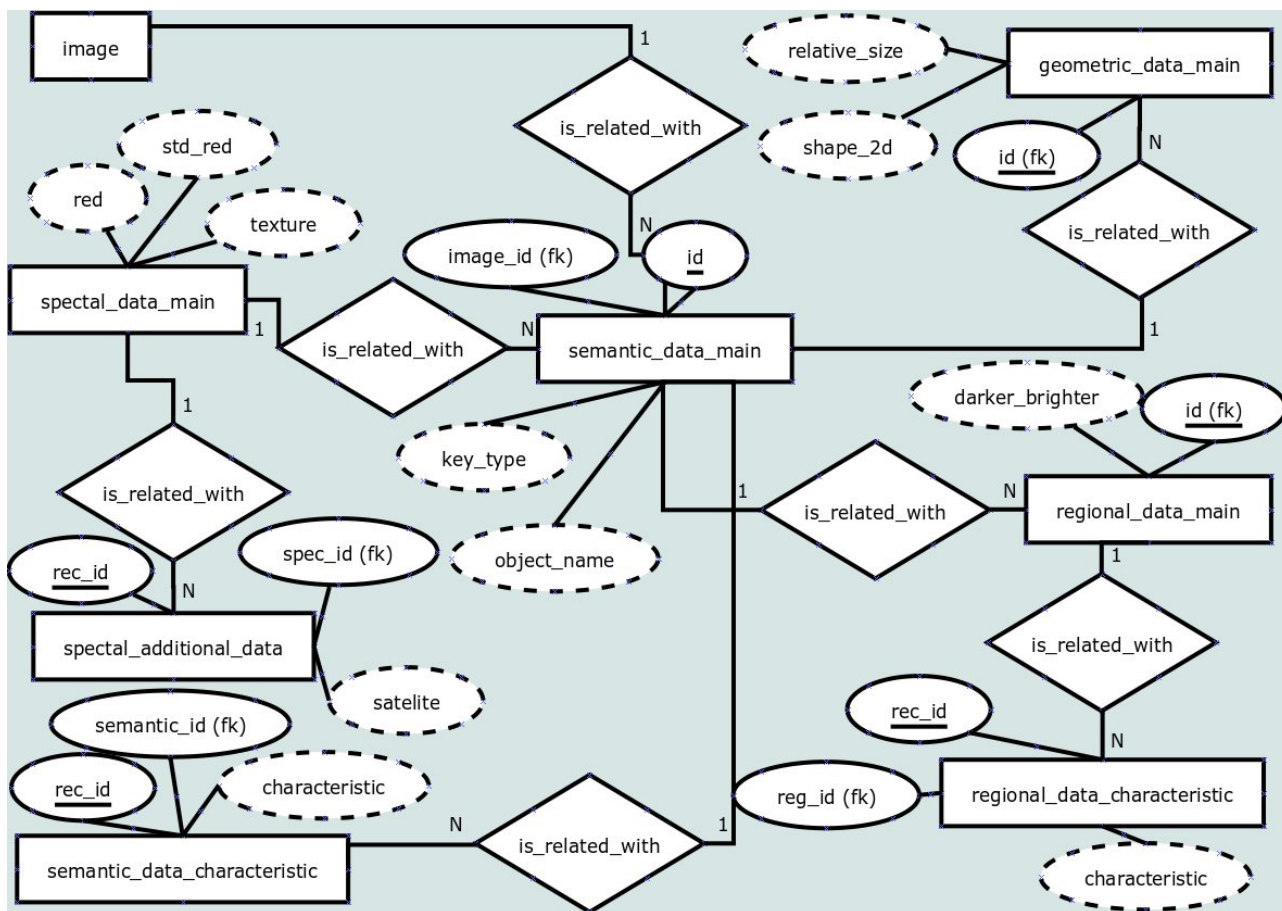 image
1
is_related_with
N
relative_size
geometric_data_main
shape_2d
id (fk)
N
is_related_with
1
std_red
red
texture
spectal_data_main
1
is_related_with
N
image_id (fk)
id
semantic_data_main
key_type
object_name
1
is_related_with
N
darker_brighter
id (fk)
regional_data_main
1
is_related_with
N
rec_id
spec_id (fk)
spectal_additional_data
satelite
1
is_related_with
N
rec_id
reg_id (fk)
regional_data_characteristic
characteristic
semantic_id (fk)
rec_id
characteristic
semantic_data_characteristic
N
is_related_with
1